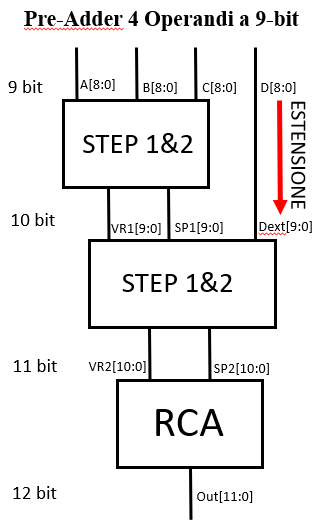 Pre-Adder 4 Operandi a 9-bit
9 bit
A[8:0]
B[8:0]
C[8:0]
D[8:0]
STEP 1&2
ESTENSIONE
10 bit
VR1[9:0]
SP1[9:0]
Dext[9:0]
STEP 1&2
11 bit
VR2[10:0]
SP2[10:0]
RCA
12 bit
Out[11:0]